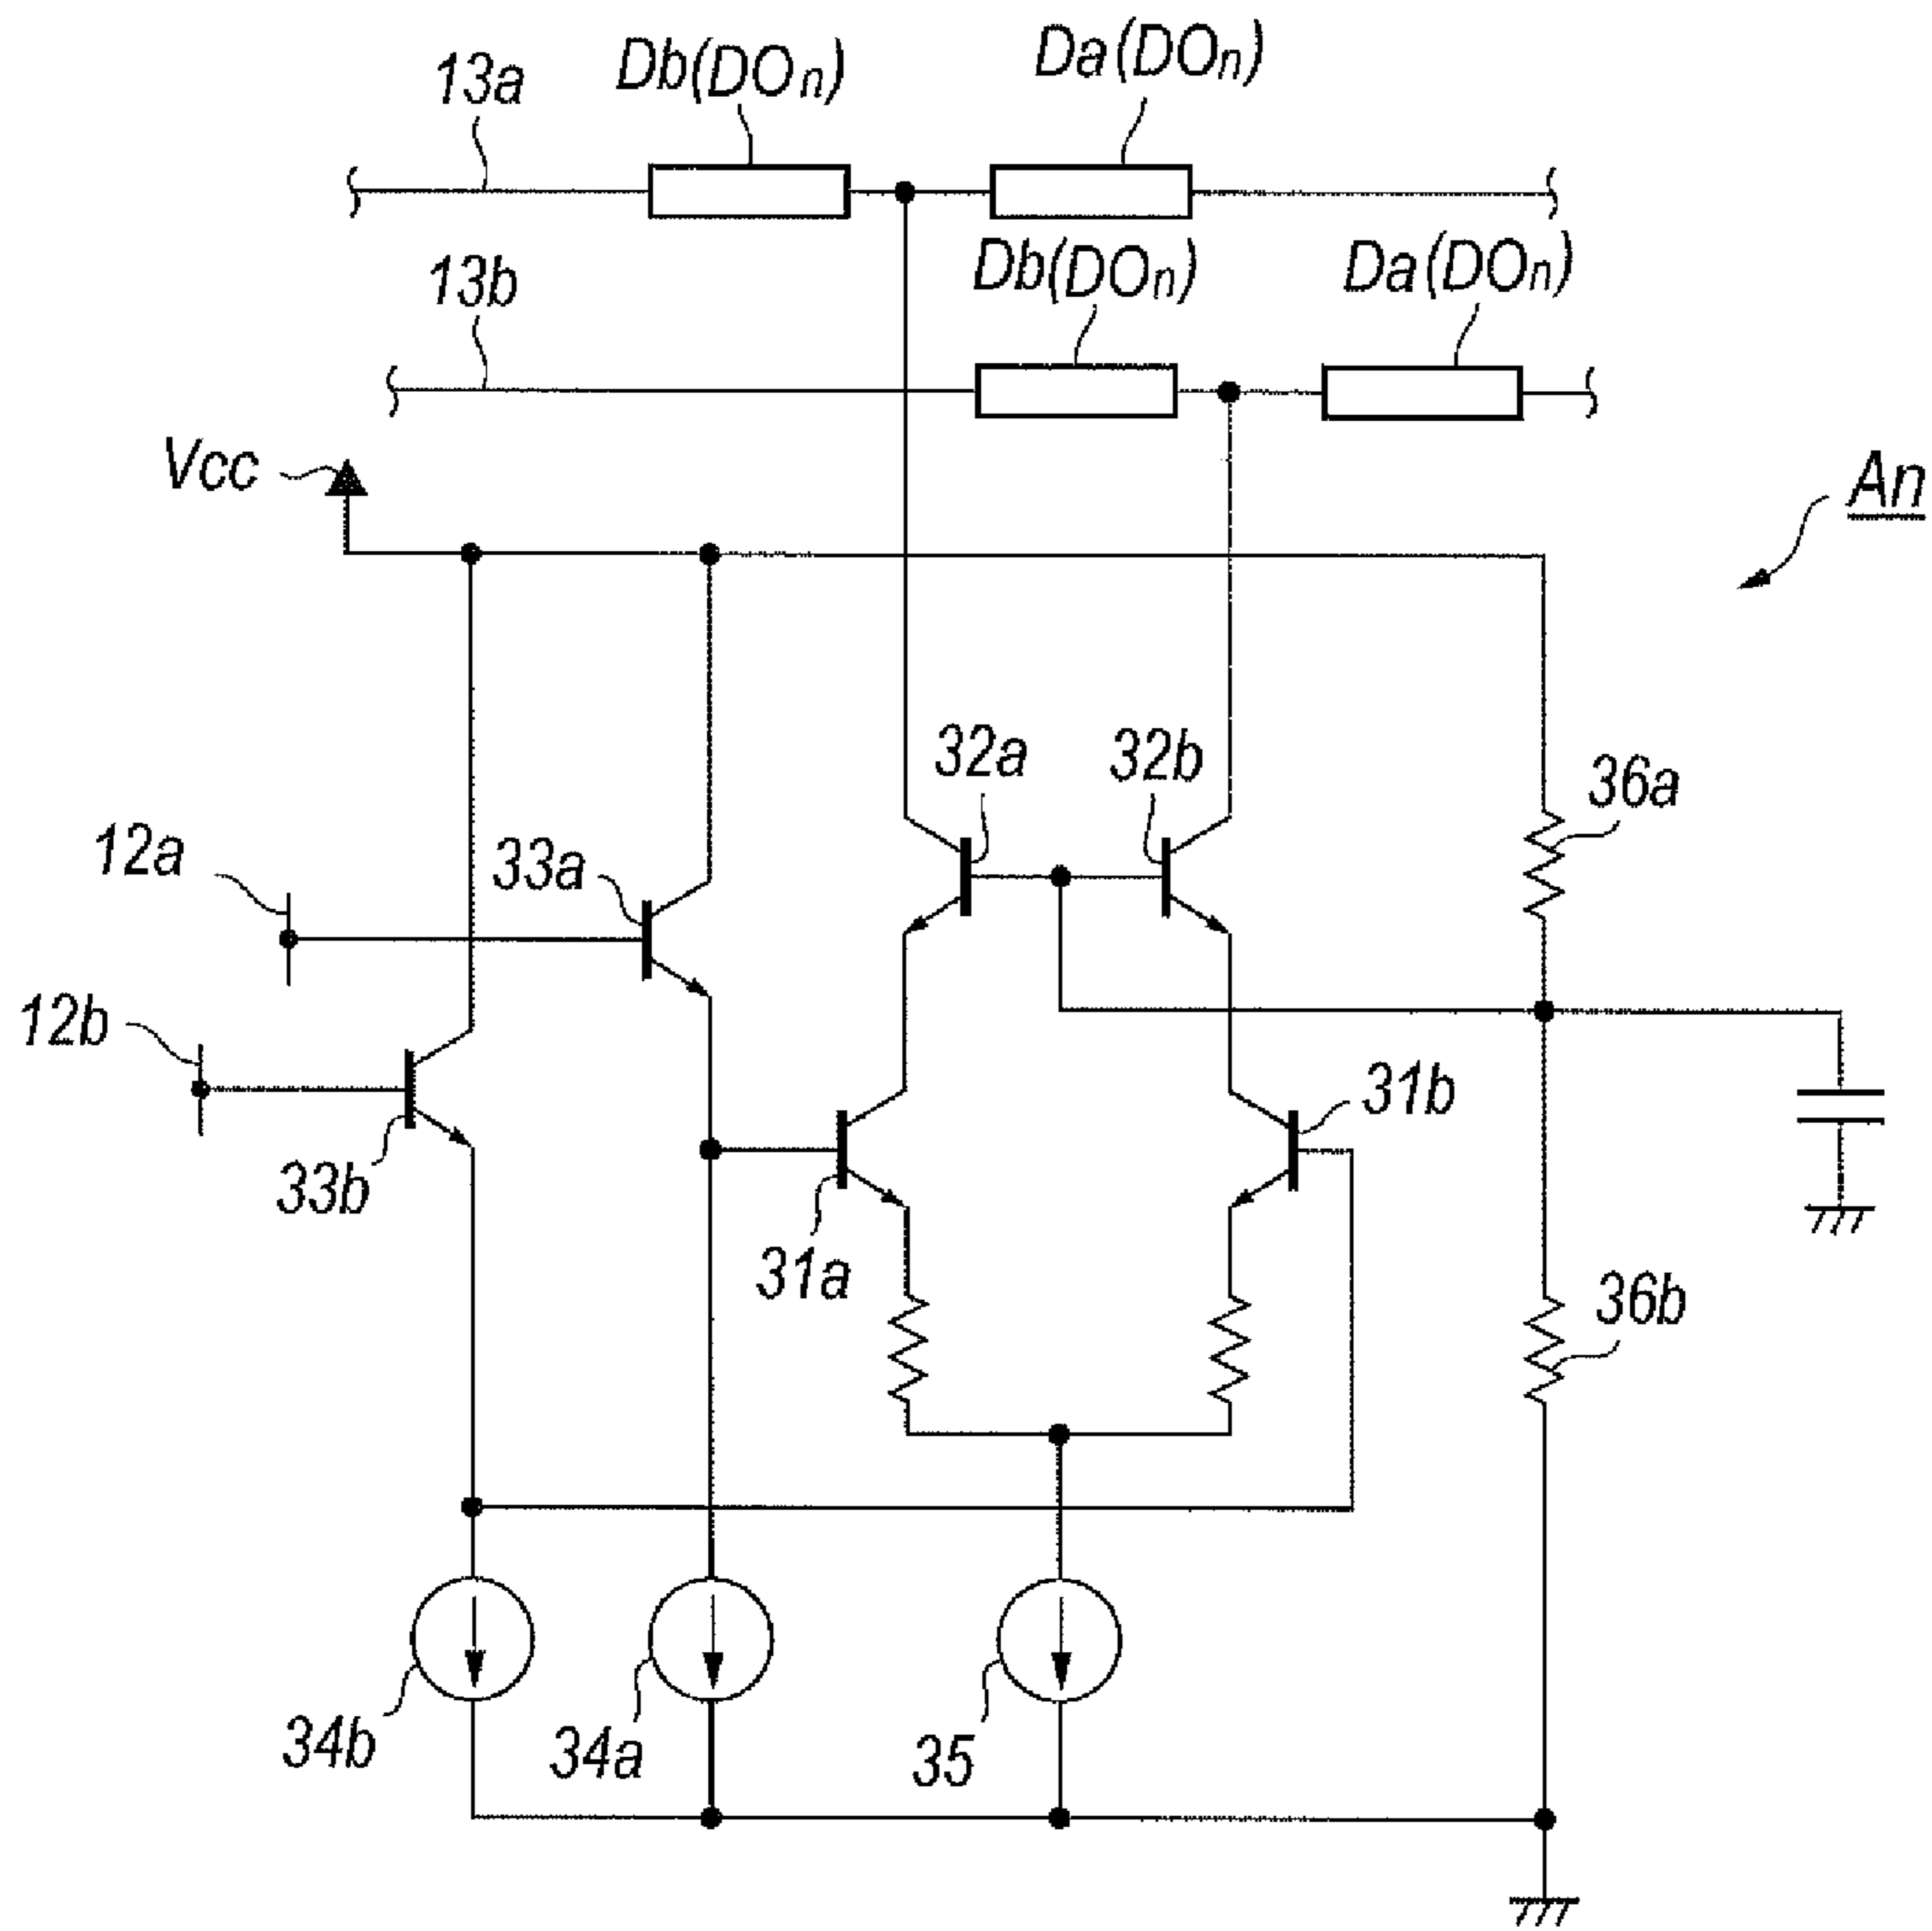 13a
Db(DOn)
Da(DOn)
13b
Db(DOn)
Da(DOn)
Vcc
An
32a
32b
36a
12a
33a
12b
31b
33b
31a
36b
34b
34a
35